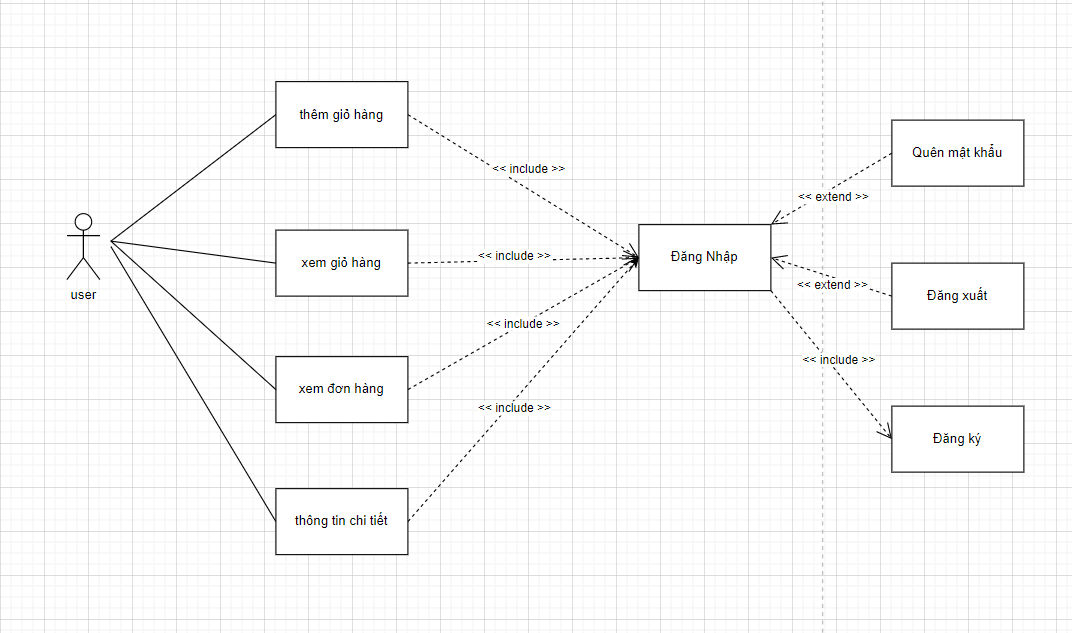 thêm giỏ hàng
<< include >>
Quên mật khẩu
<< extend >>
user
xem giỏ hàng
<< include >>
Đăng Nhập
<< extend >>
Đăng xuất
<< include >>
xem đơn hàng
<< include >>
<< include >>
Đăng ký
thông tin chi tiết